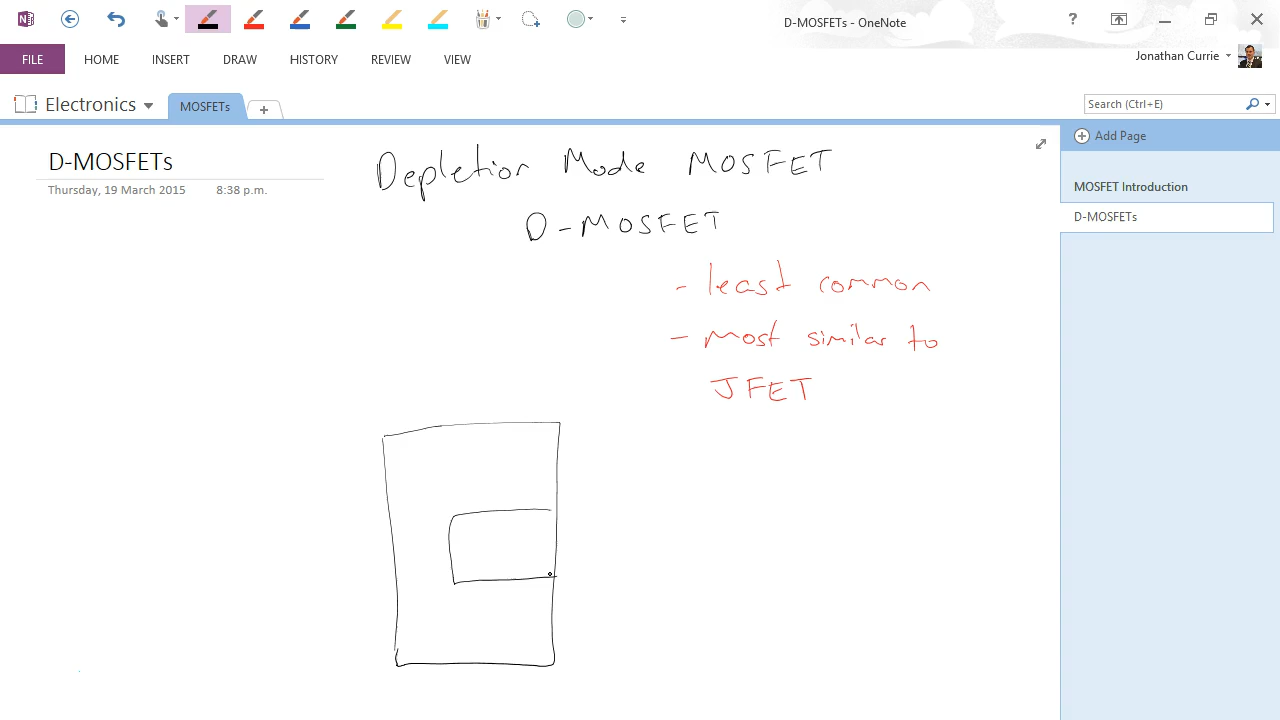 D-MOSFETs - OneNote
?
FILE
HOME
INSERT
DRAW
HISTORY
REVIEW
VIEW
Jonathan Currie
Electronics
MOSFETs
+
Search (Ctrl+E)
Add Page
MOSFET Introduction
D-MOSFETs
D-MOSFETs
Thursday, 19 March 2015 8:38 p.m.
Depletion Mode MOSFET
D-MOSFET
- least common
- most similar to
JFET